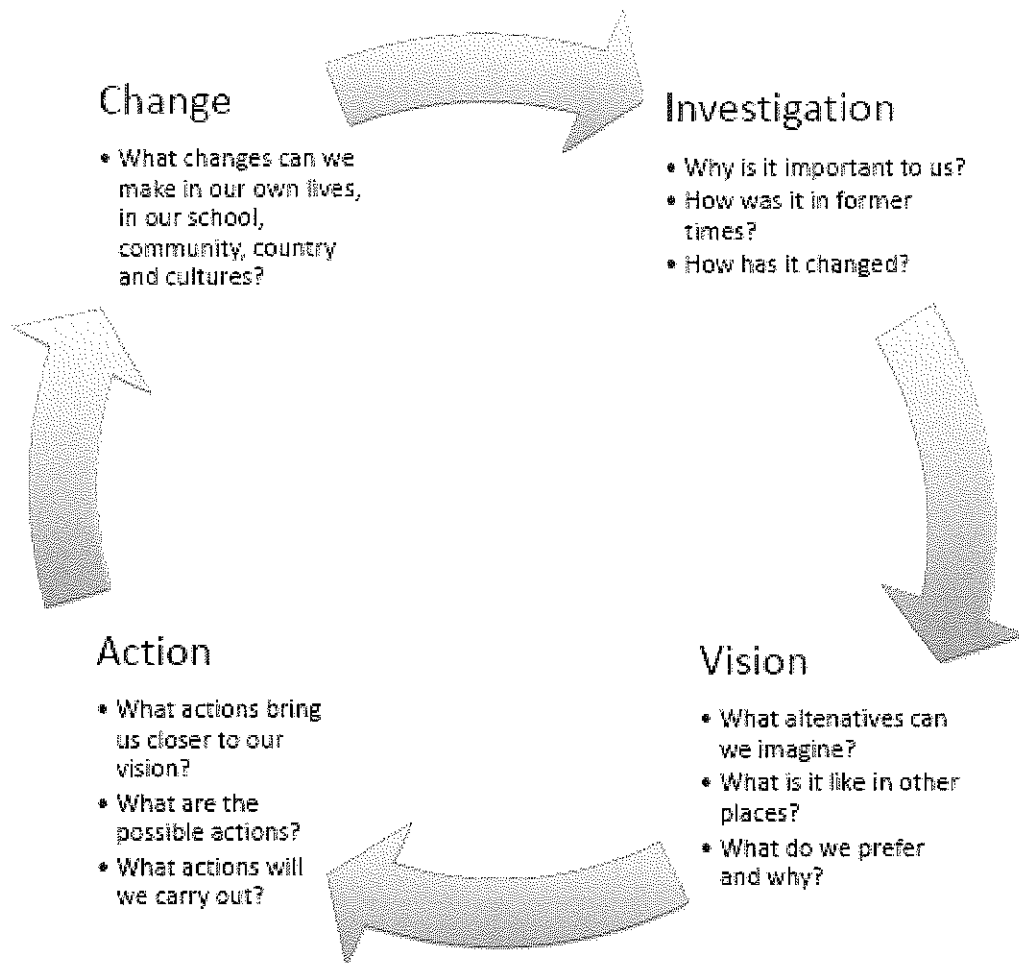 Change
• What changes can we
make in our own lives,
in our school,
community, country
and cultures?
Investigation
• Why is it important to us?
• How was it in former
times?
• How has it changed?
Vision
• What altenatives can
we imagine?
• What is it like in other
places?
• What do we prefer
and why?
Action
• What actions bring
us closer to our
vision?
• What are the
possible actions?
• What actions will
we carry out?